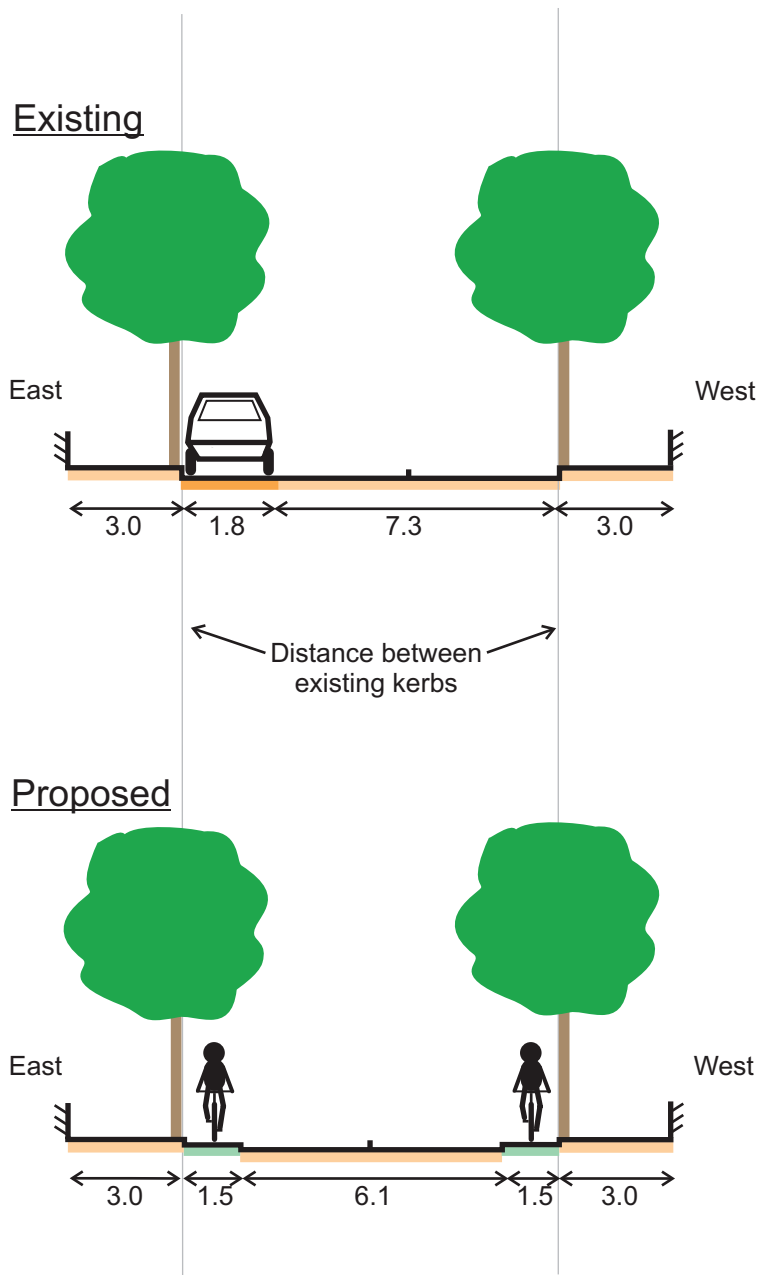 Existing
East
West
3.0
1.8
7.3
3.0
Distance between
existing kerbs
Proposed
East
West
3.0
1.5
6.1
1.5
3.0